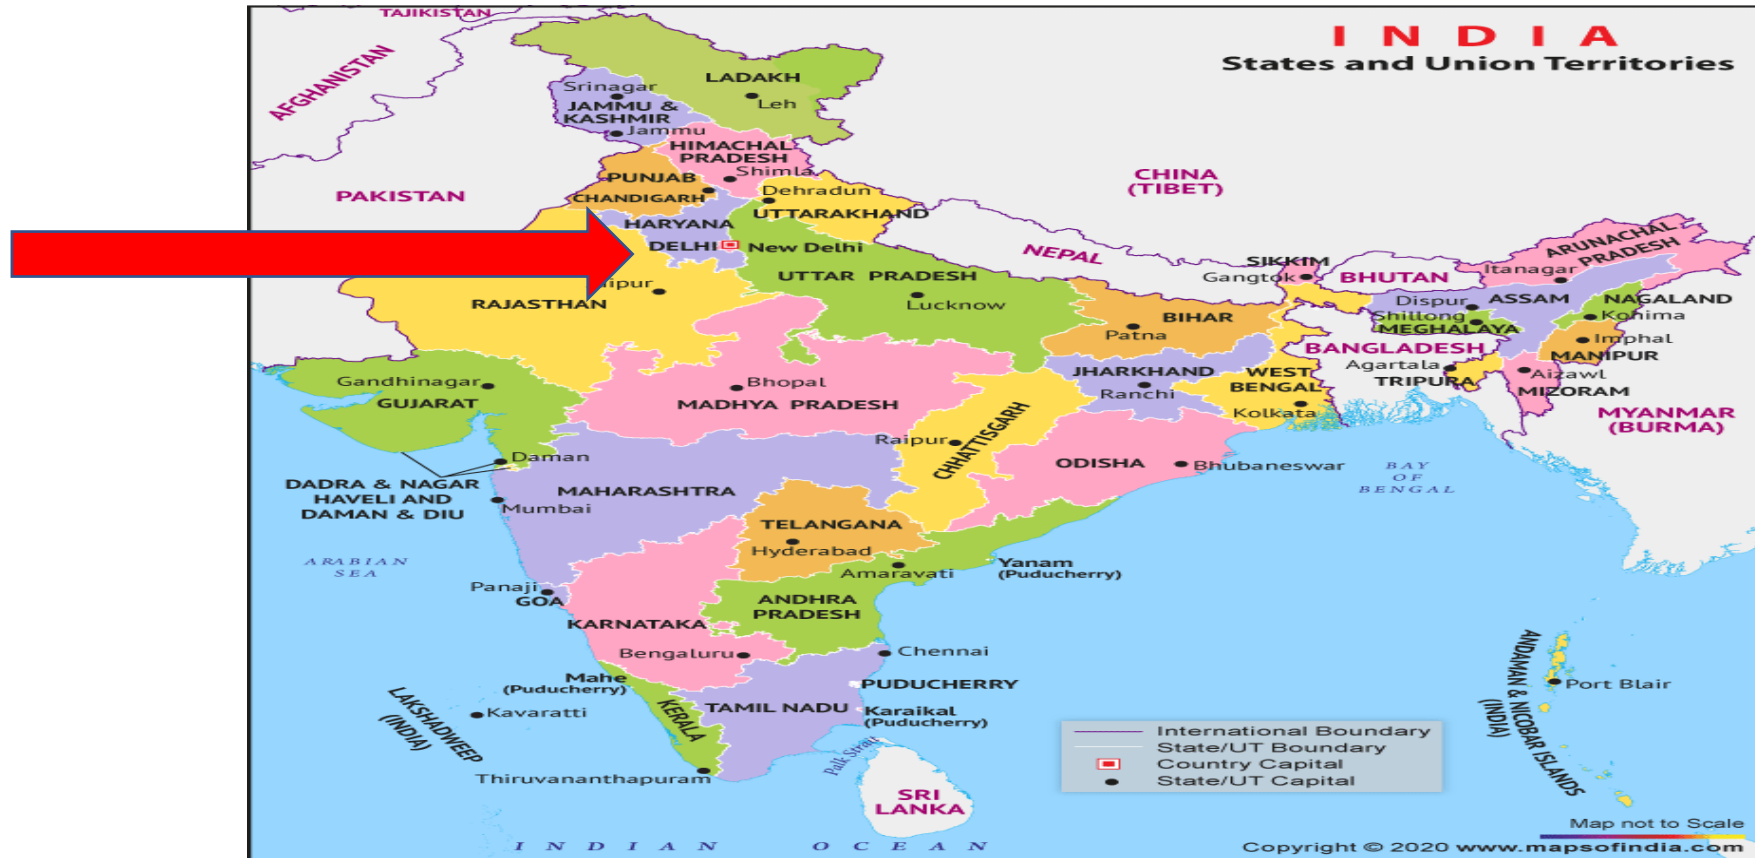 TAJIKISTAN
I N D I A
States and Union Territories
AFGHANISTAN
LADAKH
Leh
Srinagar
JAMMU &
KASHMIR
Jammu
HIMACHAL
PRADESH
Shimla
PUNJAB
CHANDIGARH
Dehradun
UTTARAKHAND
CHINA
(TIBET)
PAKISTAN
HARYANA
DELHI
New Delhi
NEPAL
UTTAR PRADESH
Lucknow
ipur
RAJASTHAN
SIKKIM
Gangtok
BHUTAN
ARUNACHAL
PRADESH
Itanagar
Dispur
ASSAM
NAGALAND
Kohima
Shillong
MEGHALAYA
Imphal
MANIPUR
BIHAR
Patna
BANGLADESH
Agartala
TRIPURA
Aizawl
MIZORAM
MYANMAR
(BURMA)
JHARKHAND
Ranchi
WEST
BENGAL
Kolkata
Gandhinagar
GUJARAT
Bhopal
MADHYA PRADESH
Raipur
CHHATTISGARH
ODISHA
Bhubaneswar
BAY
OF
BENGAL
Daman
DADRA & NAGAR
HAVELI AND
DAMAN & DIU
MAHARASHTRA
Mumbai
TELANGANA
Hyderabad
ARABIAN
SEA
Amaravati
Yanam
(Puducherry)
Panaji
GOA
ANDHRA
PRADESH
KARNATAKA
Bengaluru
Chennai
Mahe
(Puducherry)
PUDUCHERRY
TAMIL NADU
Karaikal
(Puducherry)
KERALA
LAKSHADWEEP
(INDIA)
Kavaratti
Thiruvananthapuram
Palk Strait
SRI
LANKA
ANDAMAN & NICOBAR ISLANDS
(INDIA)
Port Blair
International Boundary
State/UT Boundary
Country Capital
State/UT Capital
INDIAN OCEAN
Map not to Scale
Copyright © 2020 www.mapsofindia.com